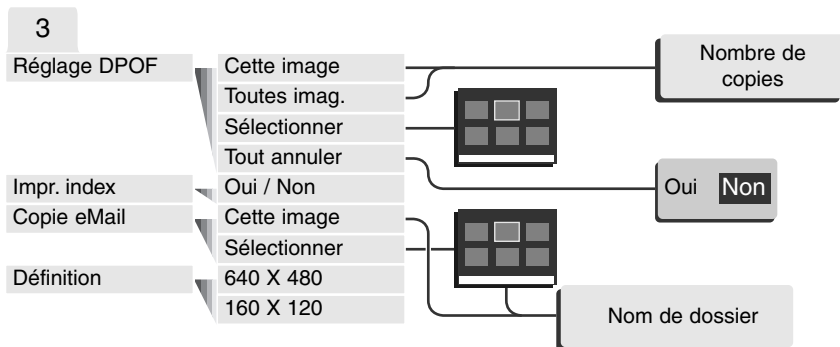 3
Réglage DPOF
Cette image
Toutes imag.
Sélectionner
Tout annuler
Nombre de
copies
Oui Non
Impr. index
Oui / Non
Copie eMail
Cette image
Sélectionner
Définition
640 X 480
160 X 120
Nom de dossier